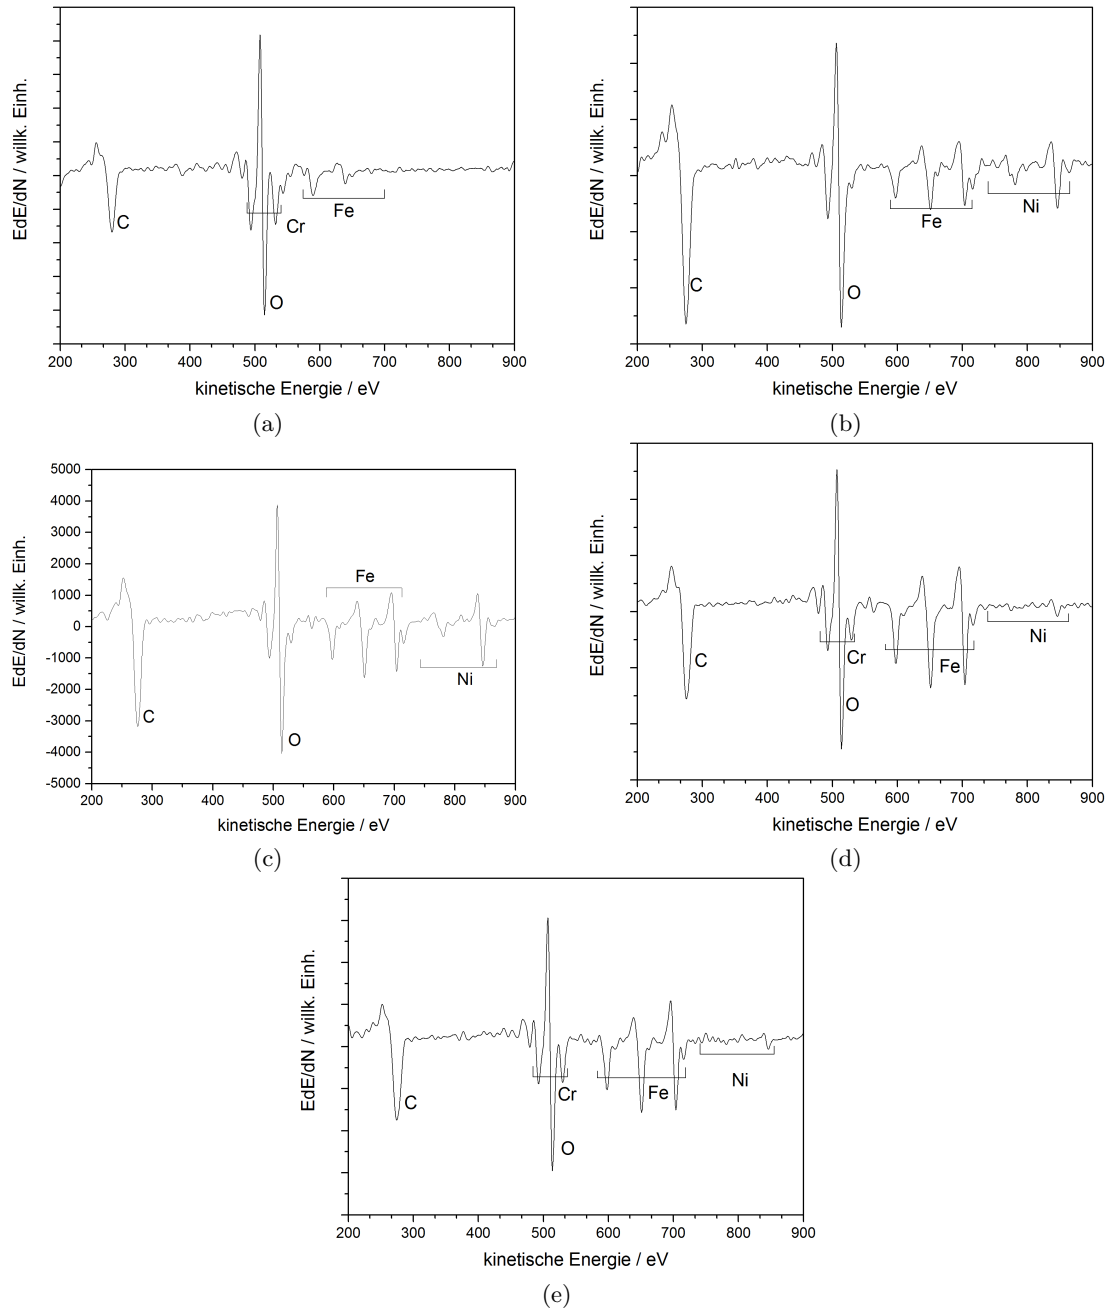 EdE/dN / willk. Einh.
C
O
Cr
Fe
200 300 400 500 600 700 800 900
kinetische Energie / eV
(a)
EdE/dN / willk. Einh.
C
O
Fe
Ni
200 300 400 500 600 700 800 900
kinetische Energie / eV
(b)
EdE/dN / willk. Einh.
5000
4000
3000
2000
1000
0
-1000
-2000
-3000
-4000
-5000
Fe
Ni
C
O
200 300 400 500 600 700 800 900
kinetische Energie / eV
(c)
EdE/dN / willk. Einh.
C
Cr
O
Fe
Ni
200 300 400 500 600 700 800 900
kinetische Energie / eV
(d)
EdE/dN / willk. Einh.
C
Cr
O
Fe
Ni
200 300 400 500 600 700 800 900
kinetische Energie / eV
(e)